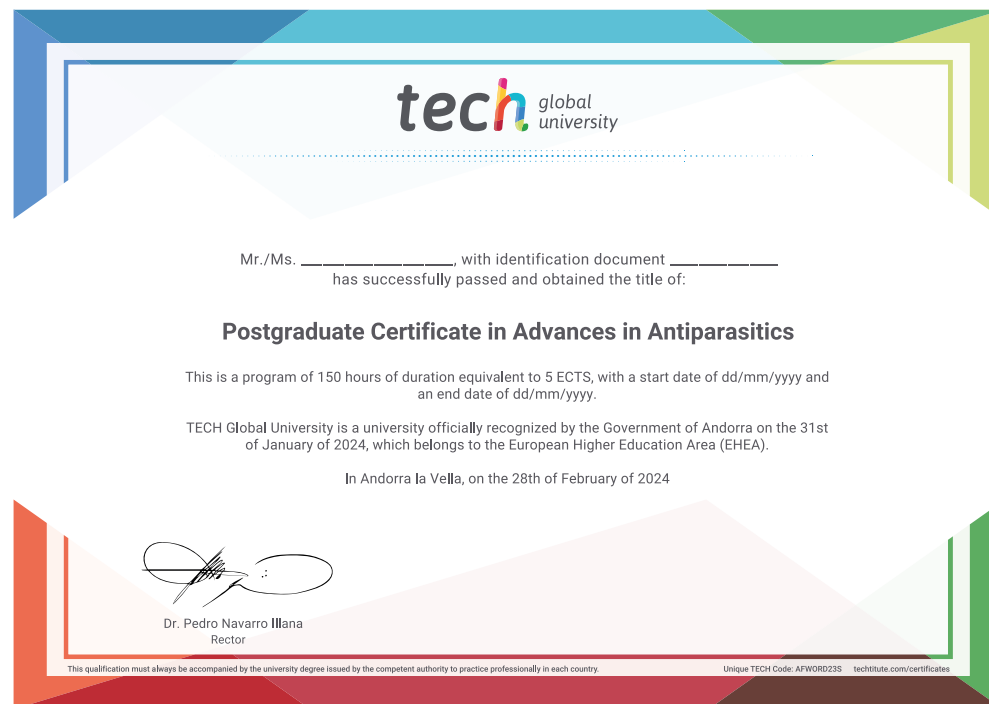 tech global university
Mr./Ms. ____________________, with identification document ______________
has successfully passed and obtained the title of:
Postgraduate Certificate in Advances in Antiparasitics
This is a program of 150 hours of duration equivalent to 5 ECTS, with a start date of dd/mm/yyyy and
an end date of dd/mm/yyyy.
TECH Global University is a university officially recognized by the Government of Andorra on the 31st
of January of 2024, which belongs to the European Higher Education Area (EHEA).
In Andorra la Vella, on the 28th of February of 2024
Dr. Pedro Navarro Illana
Rector
This qualification must always be accompanied by the university degree issued by the competent authority to practice professionally in each country. Unique TECH Code: AFWORD23S techtitute.com/certificates